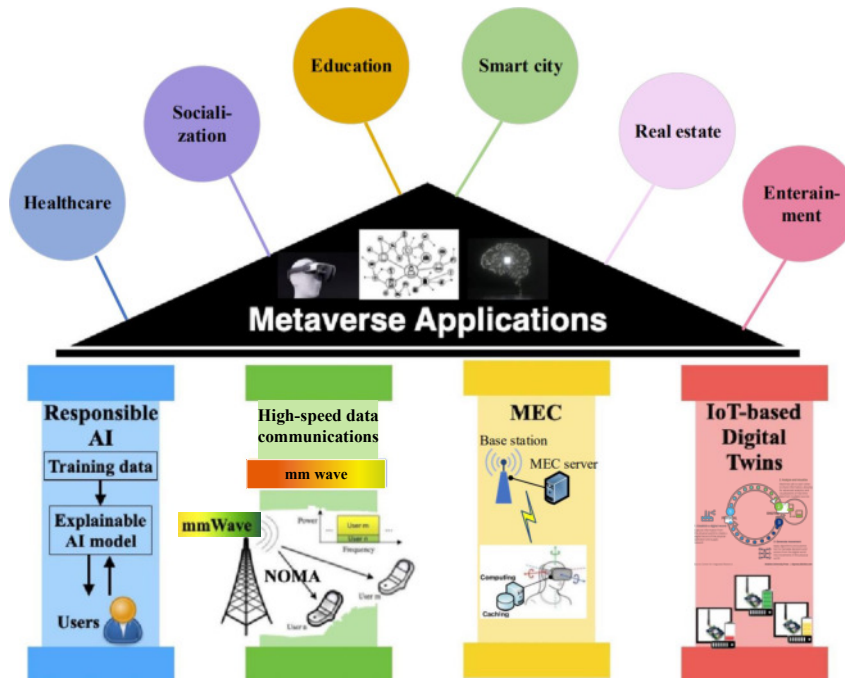 Education
Smart city
Sociali-
zation
Real estate
Healthcare
Enterain-
ment
Metaverse Applications
Responsible
AI
Training data
Explainable
AI model
Users
High-speed data
communications
mm wave
mmWave
Power
User m
User n
Frequency
NOMA
User m
User n
MEC
Base station
MEC server
Computing
Caching
IoT-based
Digital
Twins